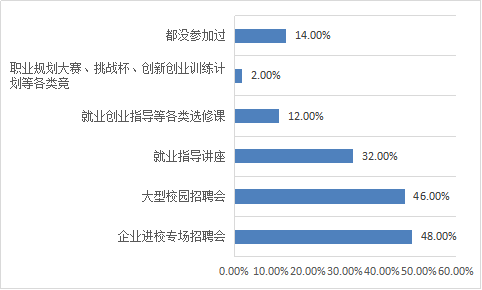 都没参加过
14.00%
职业规划大赛、挑战杯、创新创业训练计
划等各类竟
2.00%
就业创业指导等各类选修课
12.00%
就业指导讲座
32.00%
大型校园招聘会
46.00%
企业进校专场招聘会
48.00%
0.00% 10.00% 20.00% 30.00% 40.00% 50.00% 60.00%